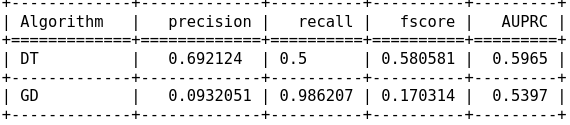 +-------------+-------------+----------+----------+---------+
| Algorithm   |   precision |   recall |   fscore |   AUPRC |
+=============+=============+==========+==========+=========+
| DT          |   0.692124  | 0.5      | 0.580581 |  0.5965 |
+-------------+-------------+----------+----------+---------+
| GD          |   0.0932051 | 0.986207 | 0.170314 |  0.5397 |
+-------------+-------------+----------+----------+---------+